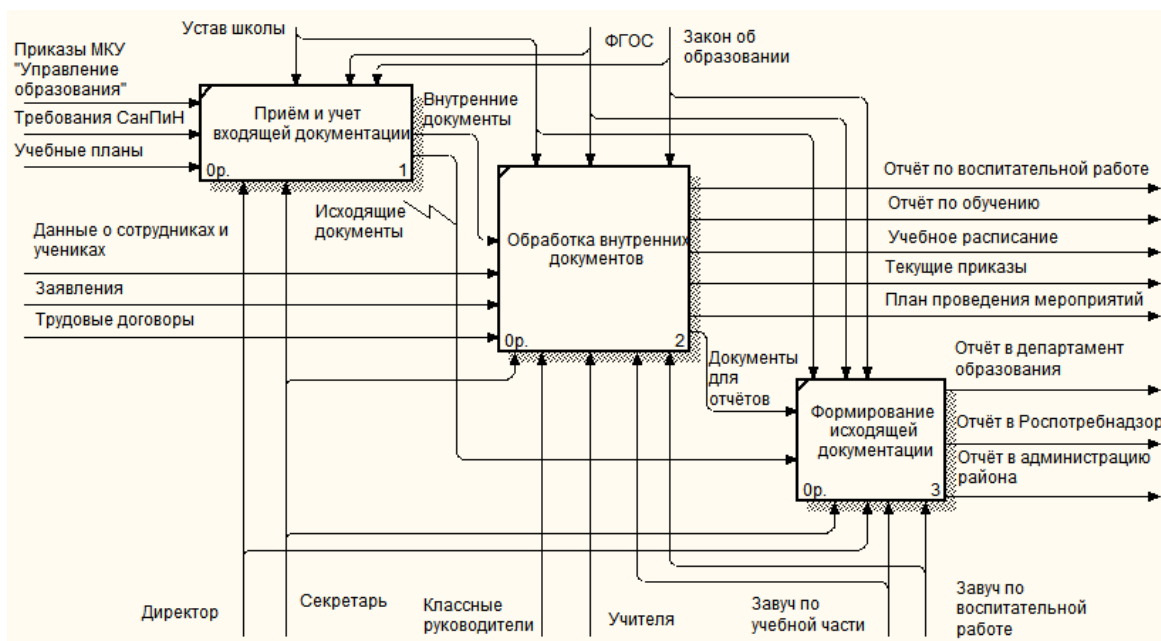 Устав школы
ФГОС
Закон об
образовании
Приказы МКУ
"Управление
образования"
Требования СанПиН
Учебные планы
Приём и учет
входящей документации
0р.
1
Внутренние
документы
Исходящие
документы
Данные о сотрудниках и
учениках
Заявления
Трудовые договоры
Обработка внутренних
документов
0р.
2
Отчёт по воспитательной работе
Отчёт по обучению
Учебное расписание
Текущие приказы
План проведения мероприятий
Документы
для
отчётов
Отчёт в департамент
образования
Отчёт в Роспотребнадзор
Отчёт в администрацию
района
Формирование
исходящей
документации
0р.
3
Директор
Секретарь
Классные
руководители
Учителя
Завуч по
учебной части
Завуч по
воспитательной
работе